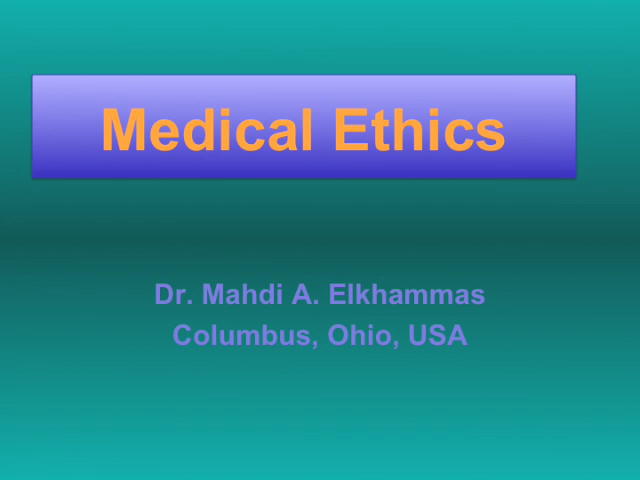 Medical Ethics
Dr. Mahdi A. Elkhammas
Columbus, Ohio, USA